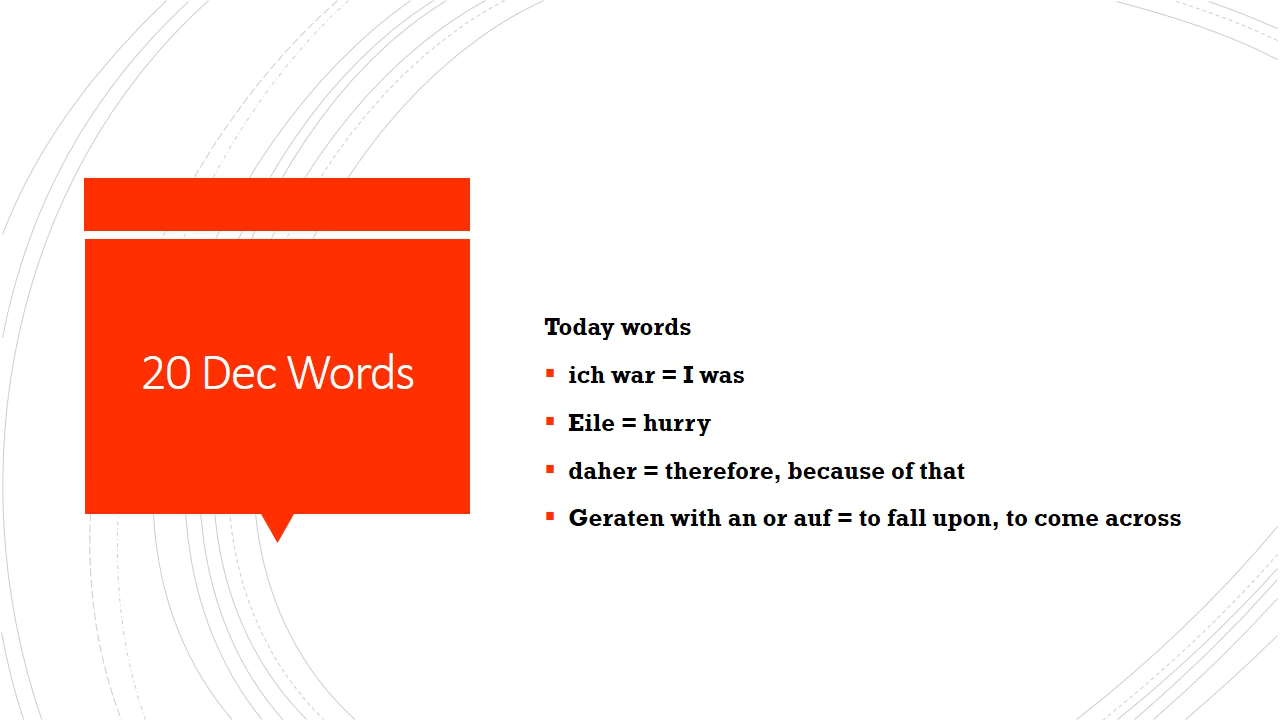 20 Dec Words
Today words
ich war = I was
Eile = hurry
daher = therefore, because of that
Geraten with an or auf = to fall upon, to come across